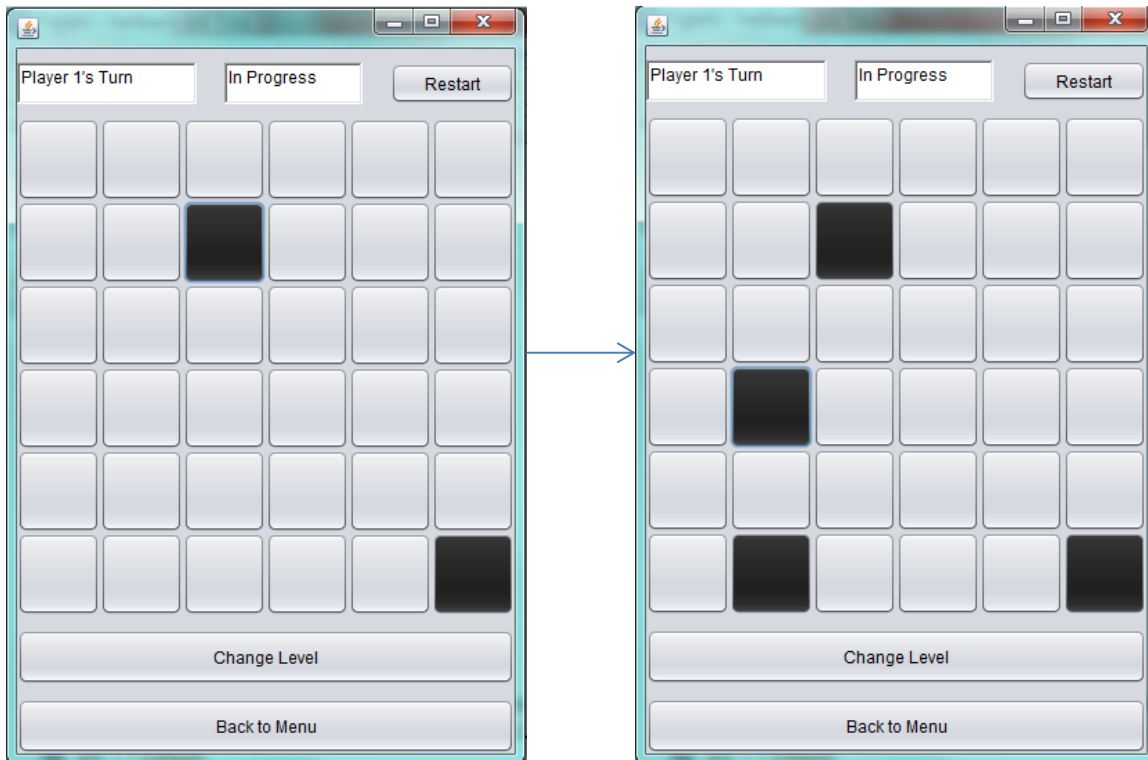 Player 1's Turn
In Progress
Restart
Change Level
Back to Menu
Player 1's Turn
In Progress
Restart
Change Level
Back to Menu